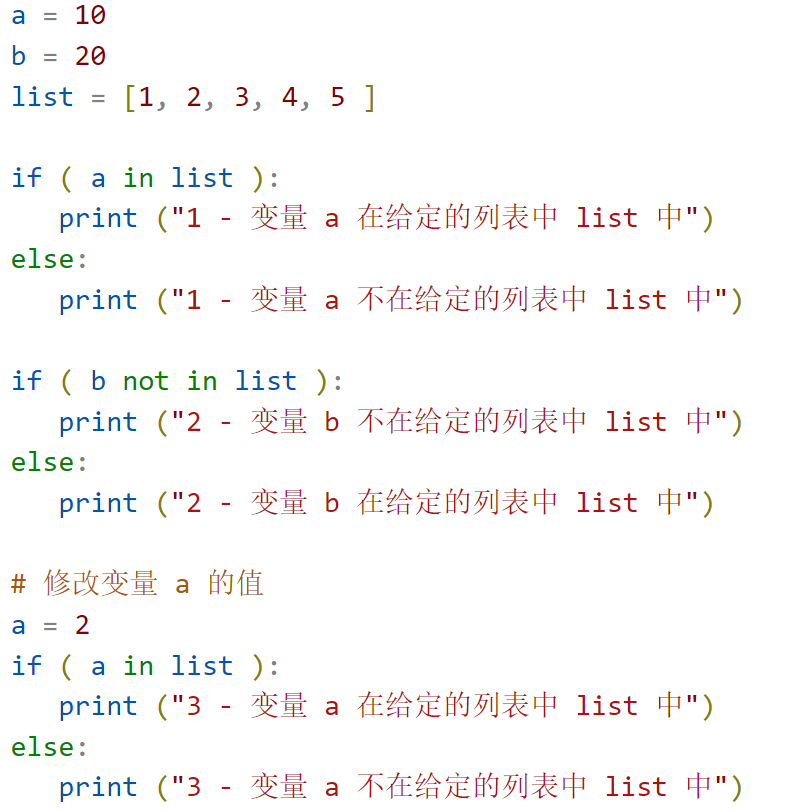 a = 10
b = 20
list = [1, 2, 3, 4, 5 ]
if ( a in list ):
print ("1 - 变量 a 在给定的列表中 list 中")
else:
print ("1 - 变量 a 不在给定的列表中 list 中")
if ( b not in list ):
print ("2 - 变量 b 不在给定的列表中 list 中")
else:
print ("2 - 变量 b 在给定的列表中 list 中")
# 修改变量 a 的值
a = 2
if ( a in list ):
print ("3 - 变量 a 在给定的列表中 list 中")
else:
print ("3 - 变量 a 不在给定的列表中 list 中")